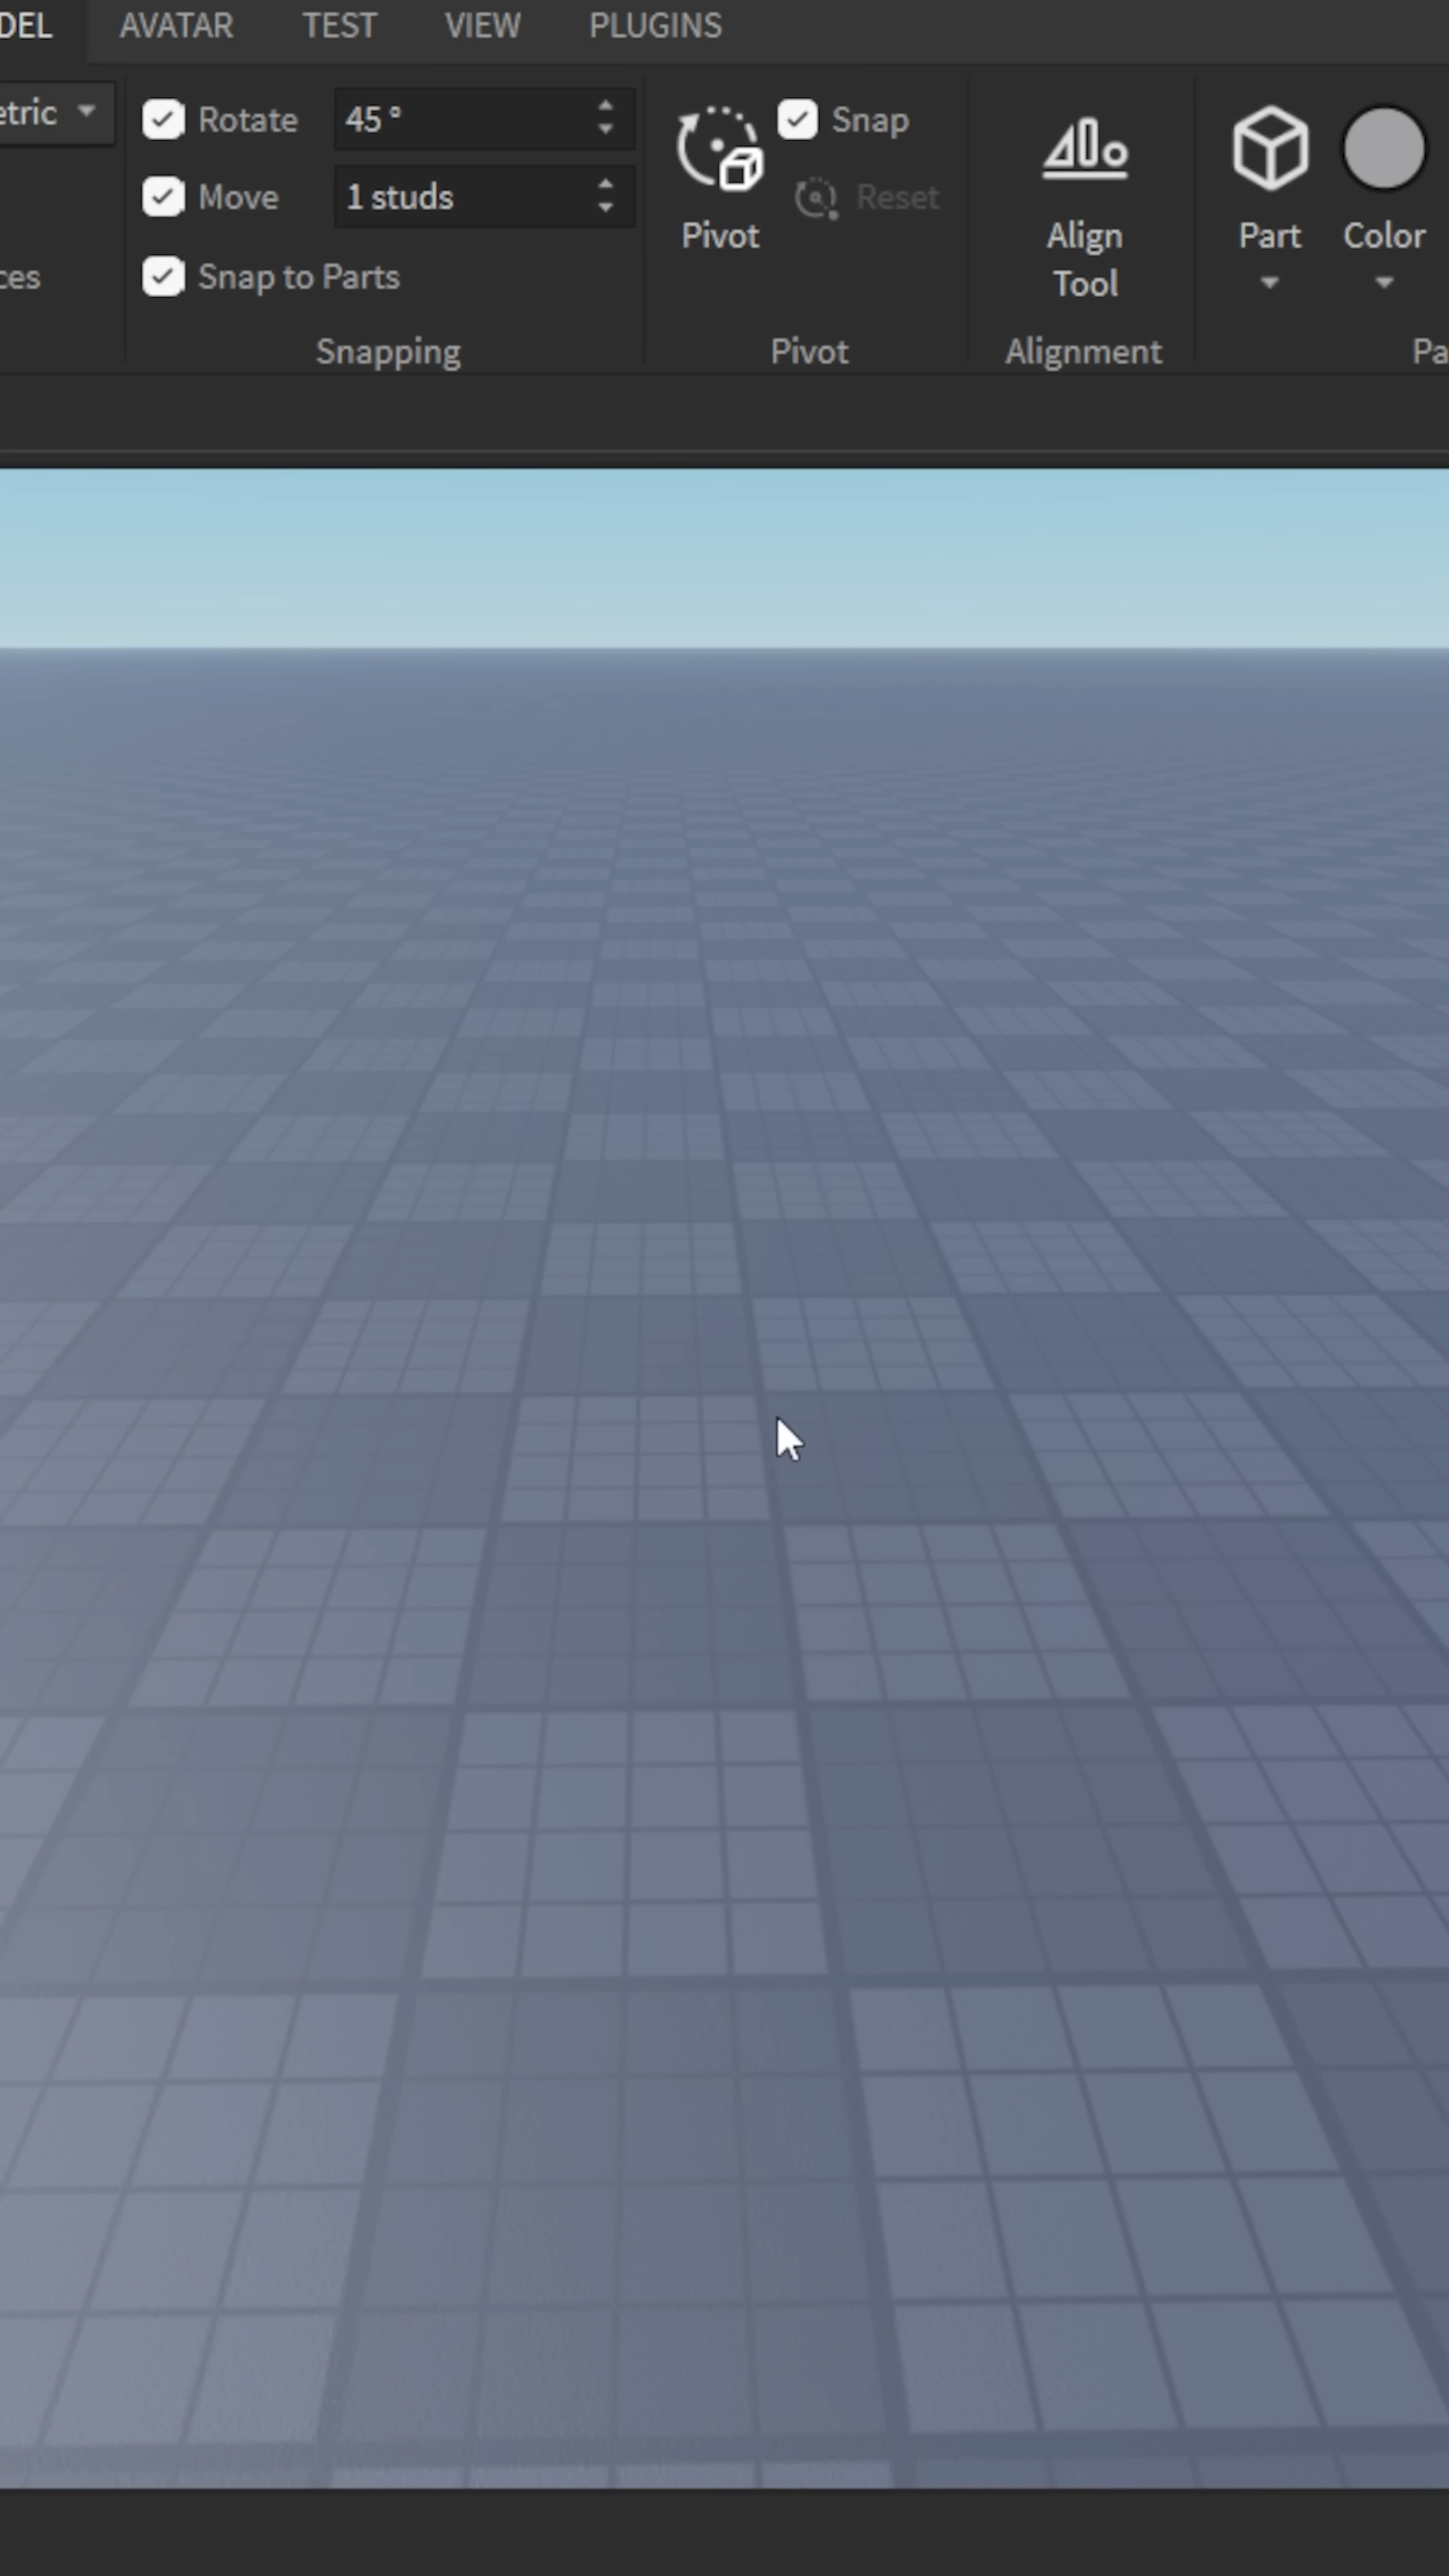 DEL AVATAR TEST VIEW PLUGINS
etric
Rotate 45 °
Move 1 studs
Snap to Parts
Snapping
Snap
Reset
Pivot
Pivot
Align
Tool
Alignment
Part
Color
ces
Pa